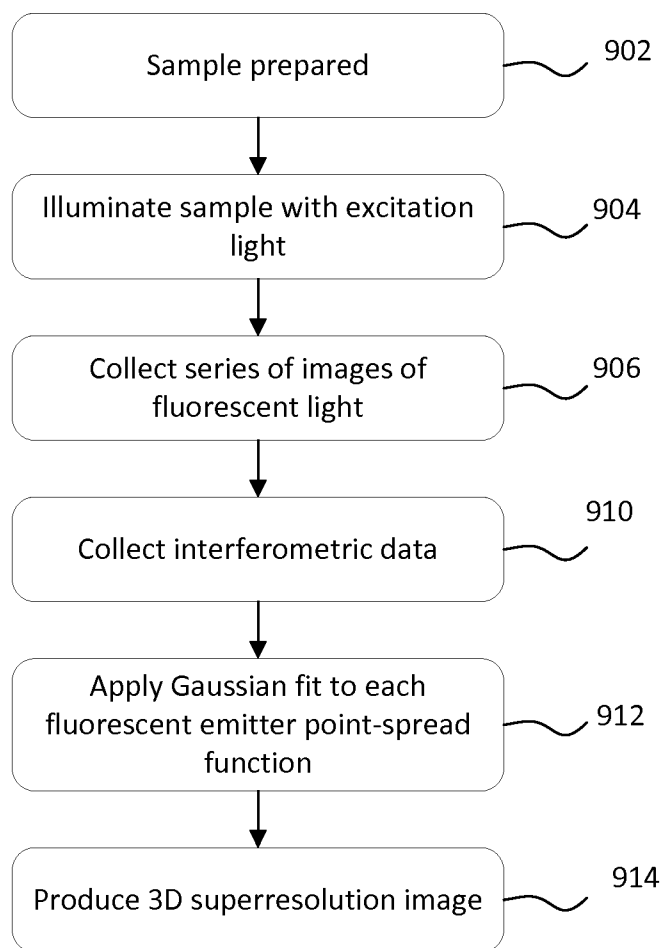 Sample prepared
902
Illuminate sample with excitation
light
904
Collect series of images of
fluorescent light
906
Collect interferometric data
910
Apply Gaussian fit to each
fluorescent emitter point-spread
function
912
Produce 3D superresolution image
914